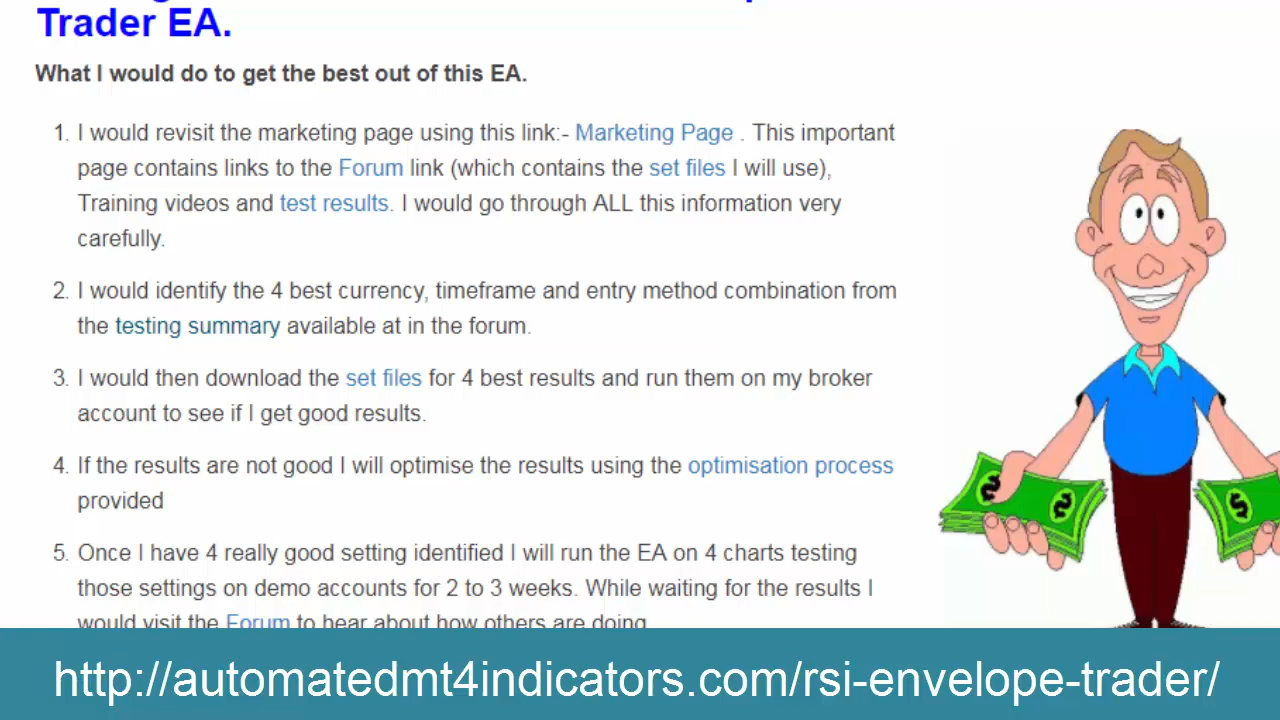 Trader EA.
What I would do to get the best out of this EA.
1. I would revisit the marketing page using this link:- Marketing Page . This important
page contains links to the Forum link (which contains the set files I will use),
Training videos and test results. I would go through ALL this information very
carefully.
2. I would identify the 4 best currency, timeframe and entry method combination from
the testing summary available at in the forum.
3. I would then download the set files for 4 best results and run them on my broker
account to see if I get good results.
4. If the results are not good I will optimise the results using the optimisation process
provided
5. Once I have 4 really good setting identified I will run the EA on 4 charts testing
those settings on demo accounts for 2 to 3 weeks. While waiting for the results I
would visit the Forum to hear about how others are doing
http://automatedmt4indicators.com/rsi-envelope-trader/